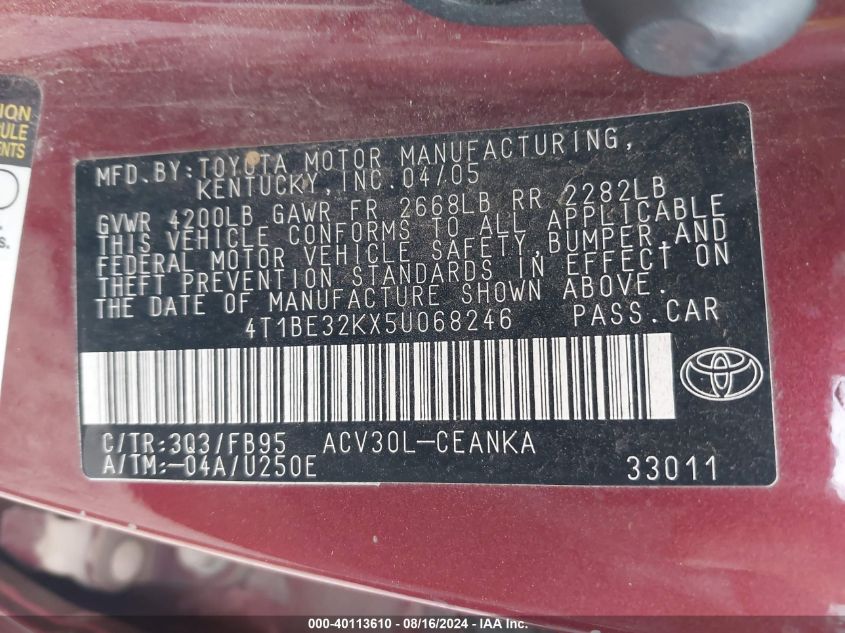 ION
ULE
ENTS
s.
MFD.BY:TOYOTA MOTOR MANUFACTURING,
KENTUCKY,INC.04/05
GVWR 4200LB GAWR FR 2668LB RR 2282LB
THIS VEHICLE CONFORMS TO ALL APPLICABLE
FEDERAL MOTOR VEHICLE SAFETY,BUMPER,AND
THEFT PREVENTION STANDARDS IN EFFECT ON
THE DATE OF MANUFACTURE SHOWN ABOVE.
4T1BE32KX5U068246 PASS.CAR
C/TR:3Q3/FB95 ACV30L-CEANKA
A/TM:-04A/U250E 33011
000-40113610 | 08/16/2024 - IAA Inc.